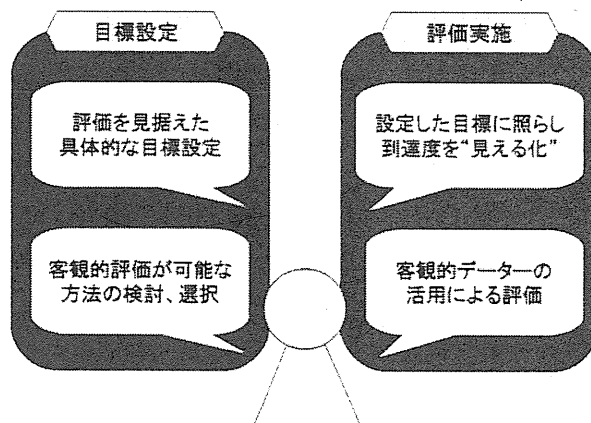 目標設定
評価を見据えた
具体的な目標設定
客観的評価が可能な
方法の検討、選択
評価実施
設定した目標に照らし
到達度を“見える化”
客観的データーの
活用による評価